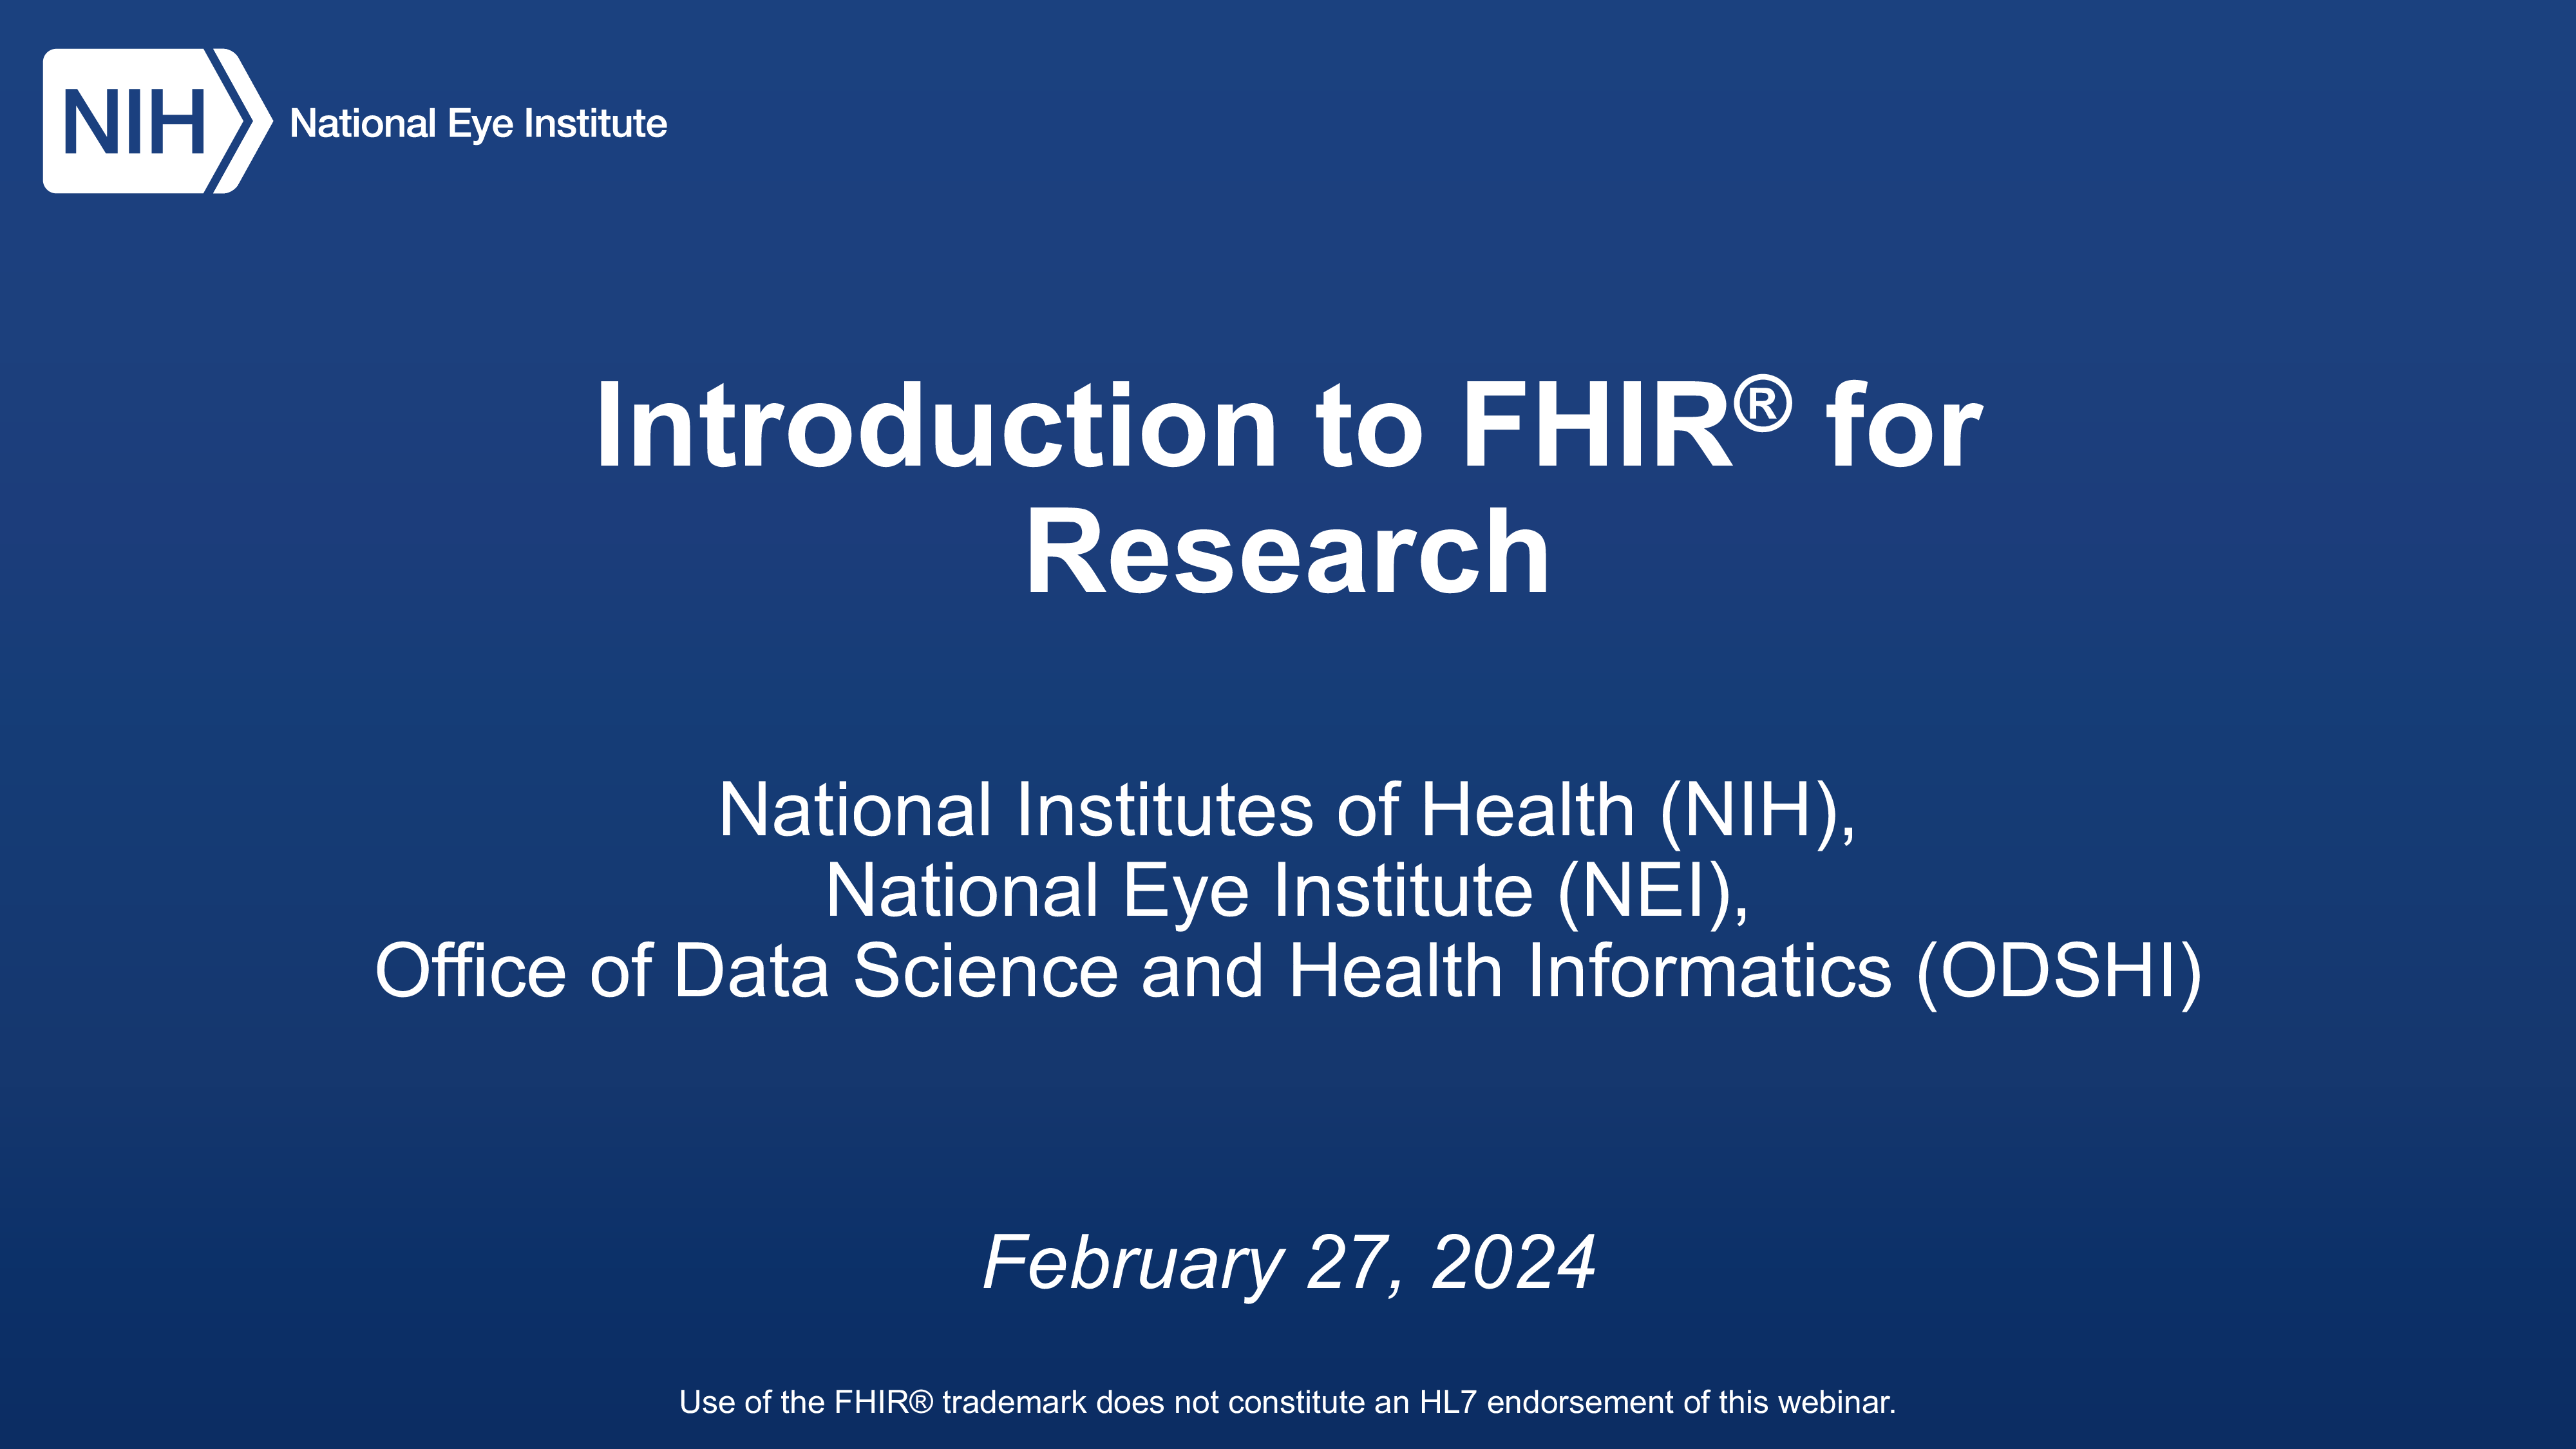 NIH National Eye Institute
Introduction to FHIR® for
Research
National Institutes of Health (NIH),
National Eye Institute (NEI),
Office of Data Science and Health Informatics (ODSHI)
February 27, 2024
Use of the FHIR® trademark does not constitute an HL7 endorsement of this webinar.